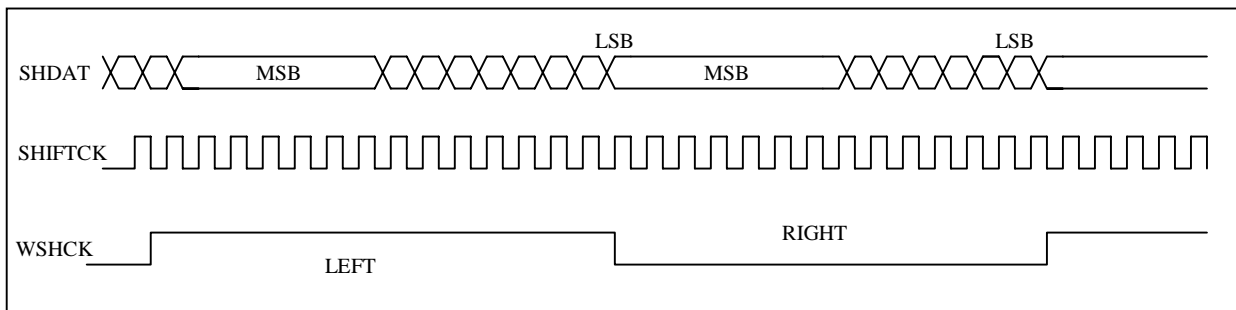 LSB LSB
SHDAT MSB MSB
SHIFTCK
RIGHT
WSHCK
LEFT